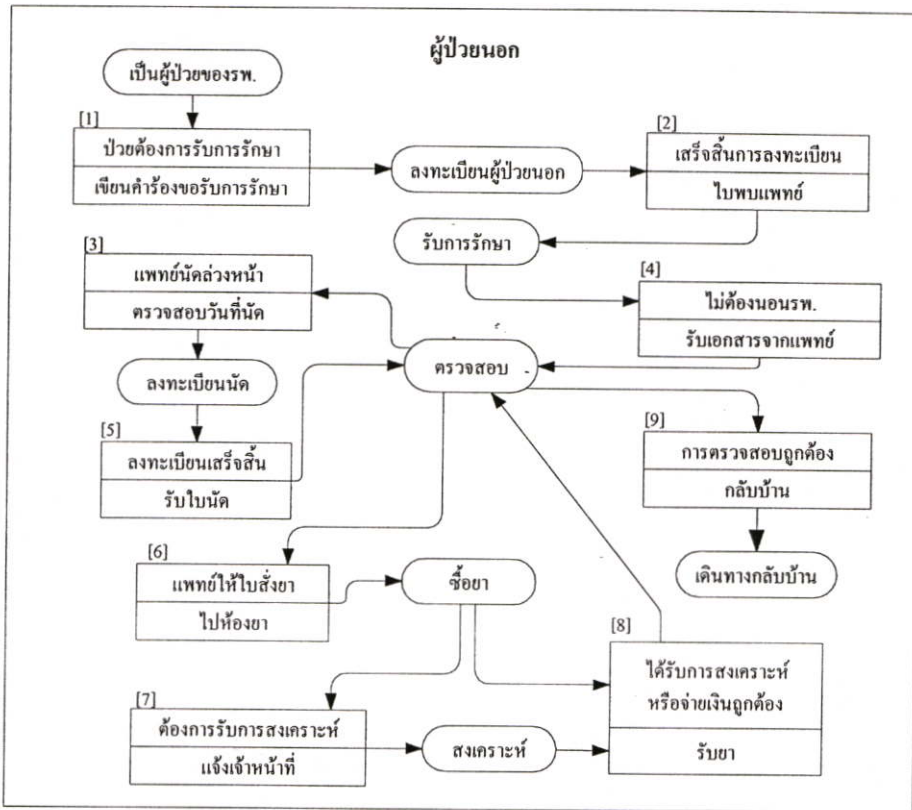 ผู้ป่วยนอก
เป็นผู้ป่วยของรพ.
[1]
ป่วยต้องการรับการรักษา
เขียนคำร้องขอรับการรักษา
ลงทะเบียนผู้ป่วยนอก
[2]
เสร็จสิ้นการลงทะเบียน
ใบพบแพทย์
รับการรักษา
[3]
แพทย์นัดล่วงหน้า
ตรวจสอบวันที่นัด
[4]
ไม่ต้องนอนรพ.
รับเอกสารจากแพทย์
ตรวจสอบ
ลงทะเบียนนัด
[5]
ลงทะเบียนเสร็จสิ้น
รับใบนัด
[9]
การตรวจสอบถูกต้อง
กลับบ้าน
เดินทางกลับบ้าน
[6]
แพทย์ให้ใบสั่งยา
ไปห้องยา
ซื้อยา
[7]
ต้องการรับการสงเคราะห์
แจ้งเจ้าหน้าที่
สงเคราะห์
[8]
ได้รับการสงเคราะห์
หรือจ่ายเงินถูกต้อง
รับยา